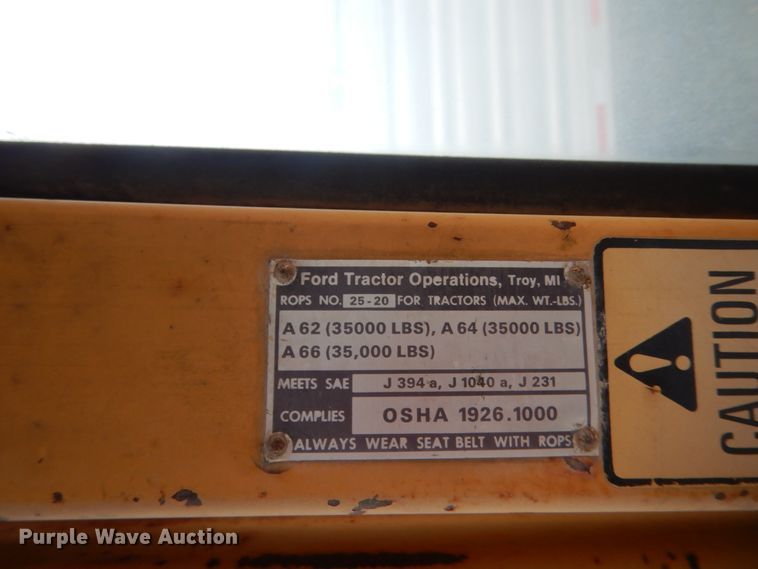 Ford Tractor Operations, Troy, MI
ROPS NO. 25-20 FOR TRACTORS (MAX. WT.-LBS.)
A 62 (35000 LBS), A 64 (35000 LBS)
A 66 (35,000 LBS)
MEETS SAE J 394 a, J 1040 a, J 231
COMPLIES OSHA 1926.1000
ALWAYS WEAR SEAT BELT WITH ROPS
CAUTION
Purple Wave Auction